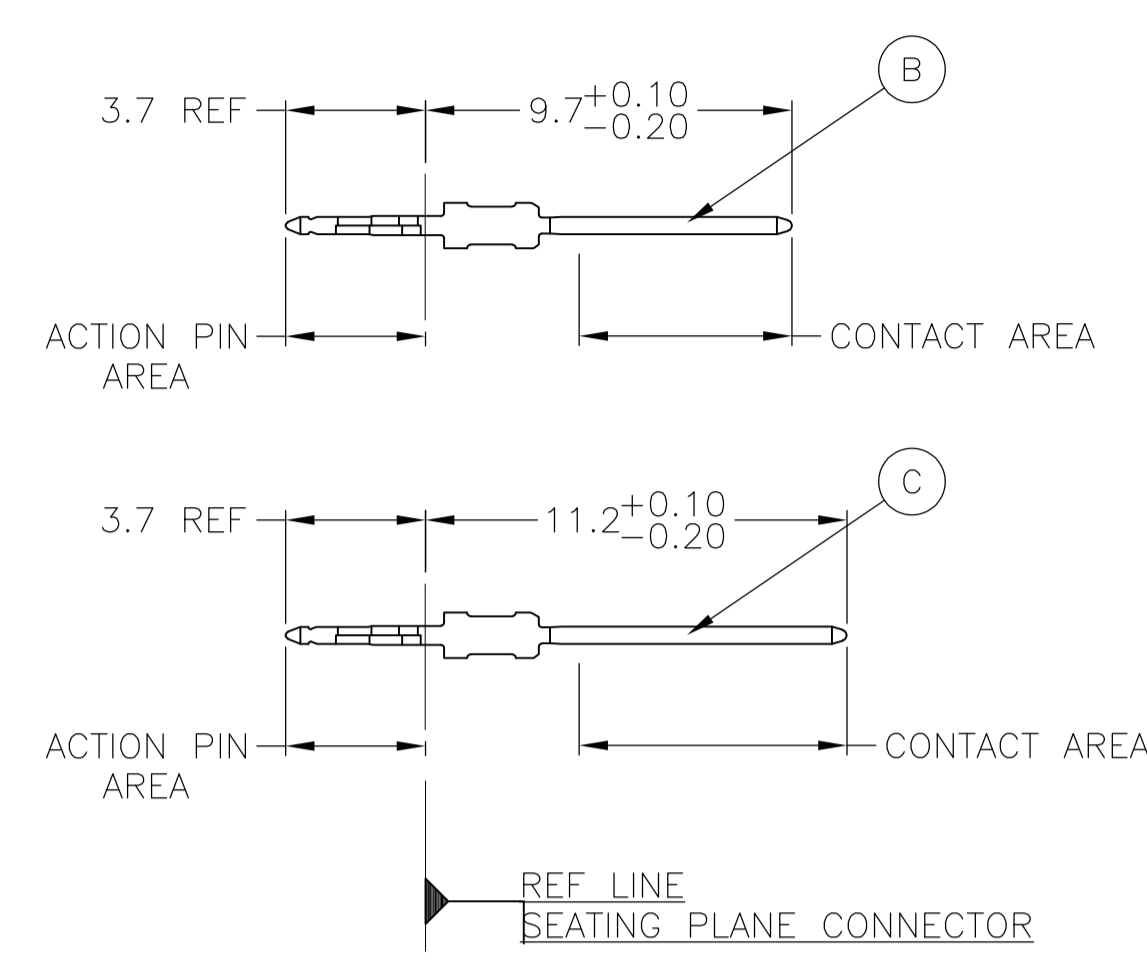 B
3.7 REF
9.7 +0.10 -0.20
ACTION PIN AREA
CONTACT AREA
C
3.7 REF
11.2 +0.10 -0.20
ACTION PIN AREA
CONTACT AREA
REF LINE
SEATING PLANE CONNECTOR